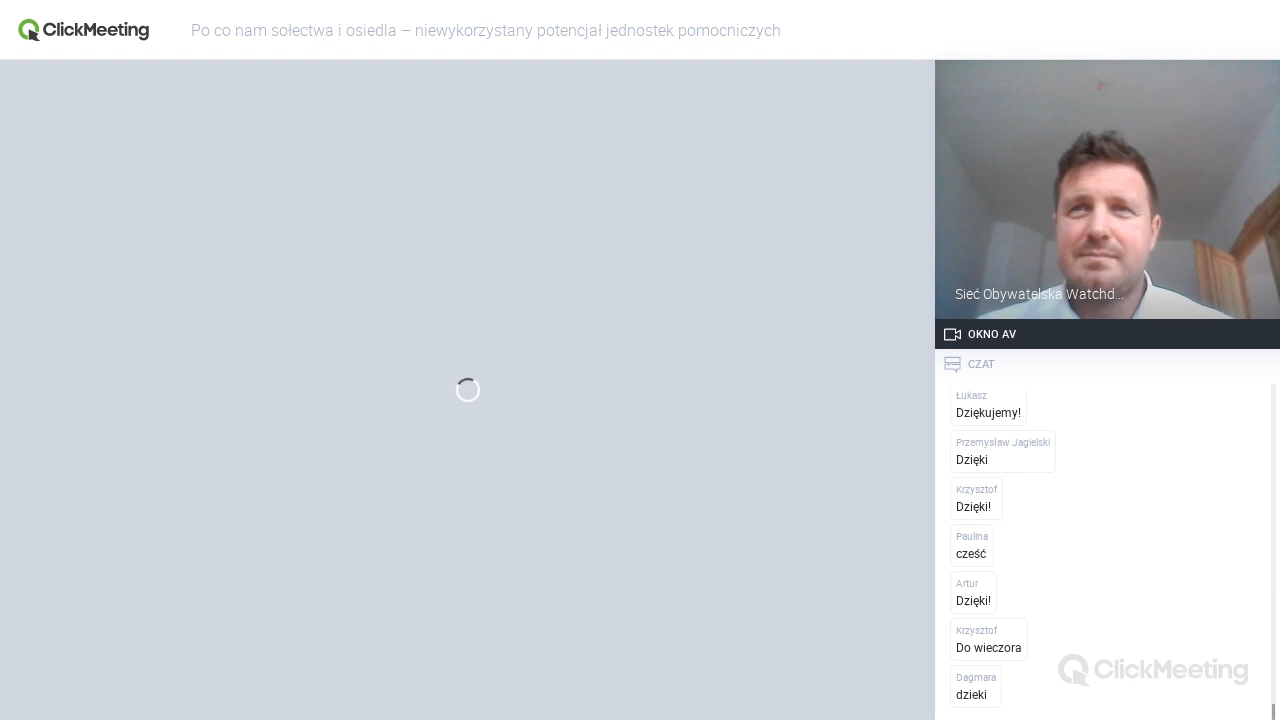 ClickMeeting
Po co nam sołectwa i osiedla – niewykorzystany potencjał jednostek pomocniczych
Sieć Obywatelska Watchd...
OKNO AV
CZAT
Łukasz
Dziękujemy!
Przemysław Jagielski
Dzięki
Krzysztof
Dzięki!
Paulina
cześć
Artur
Dzięki!
Krzysztof
Do wieczora
Dagmara
dzieki
ClickMeeting